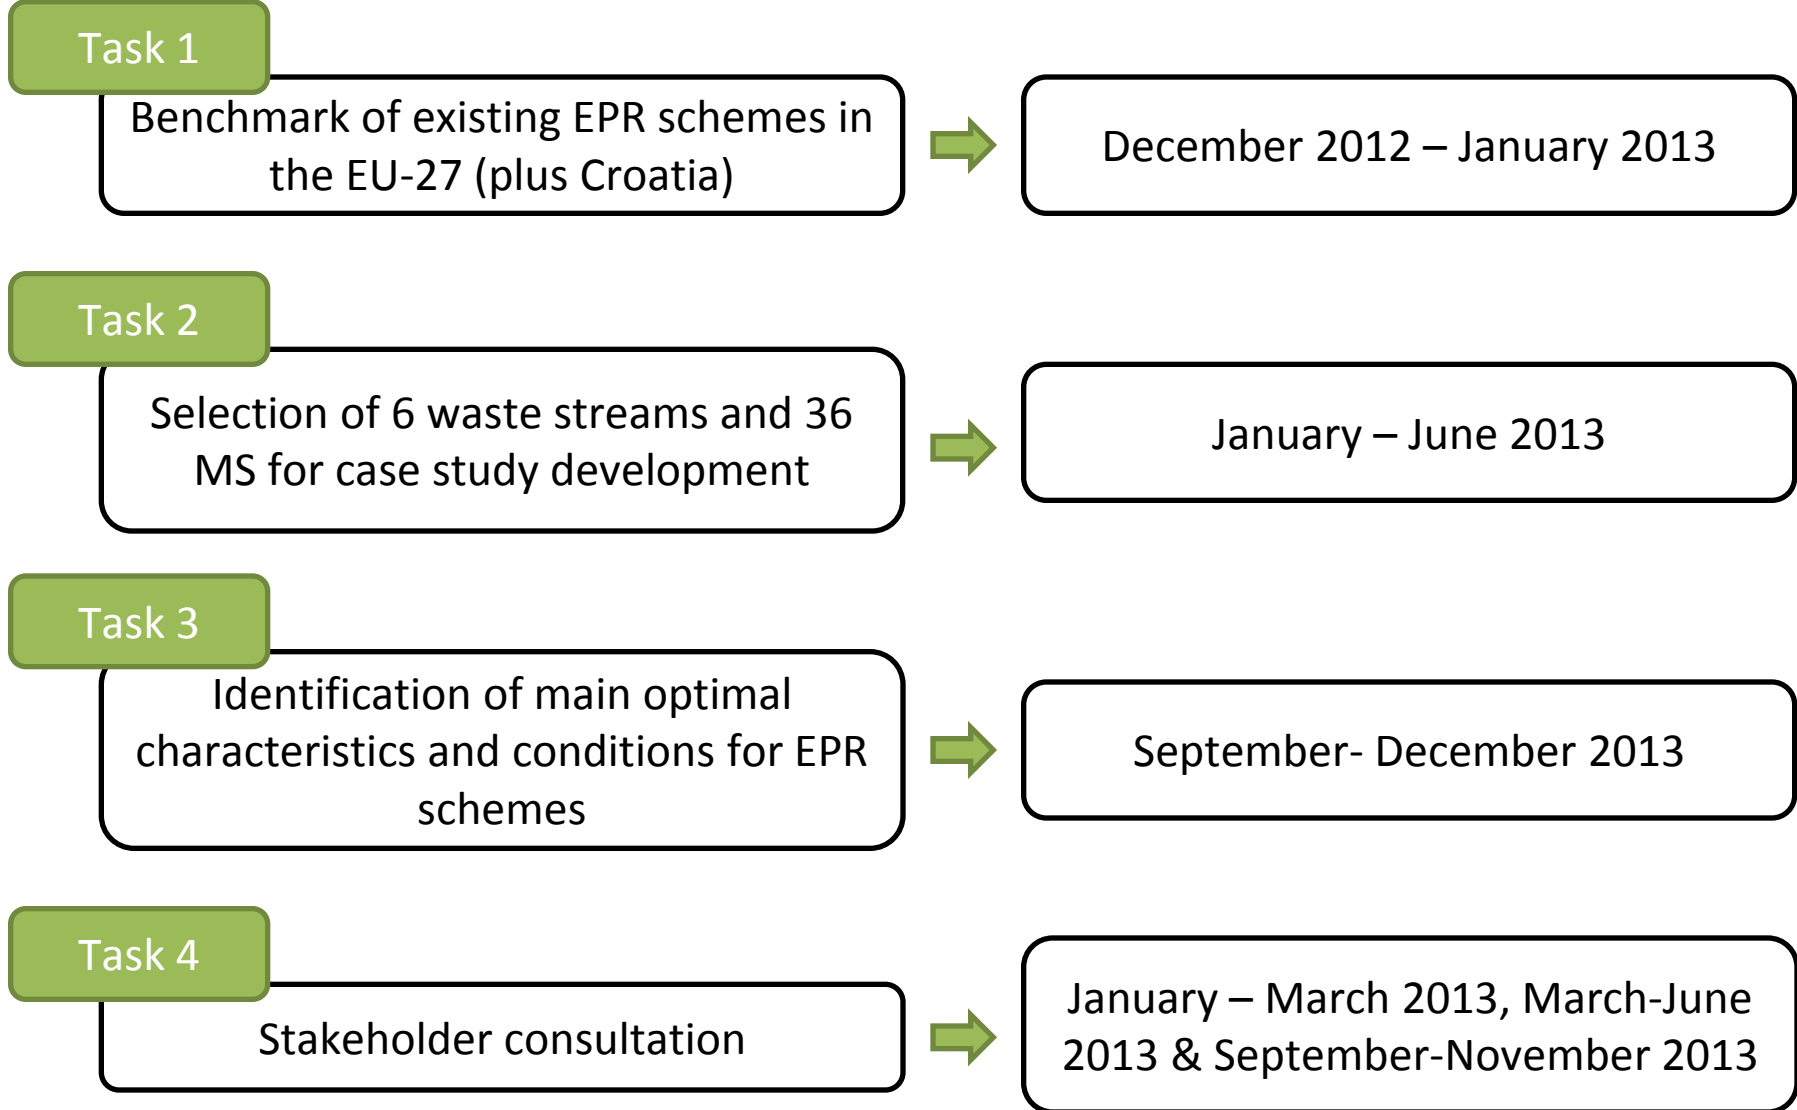 Task 1
Benchmark of existing EPR schemes in
the EU-27 (plus Croatia)
December 2012 – January 2013
Task 2
Selection of 6 waste streams and 36
MS for case study development
January – June 2013
Task 3
Identification of main optimal
characteristics and conditions for EPR
schemes
September- December 2013
Task 4
Stakeholder consultation
January – March 2013, March-June
2013 & September-November 2013